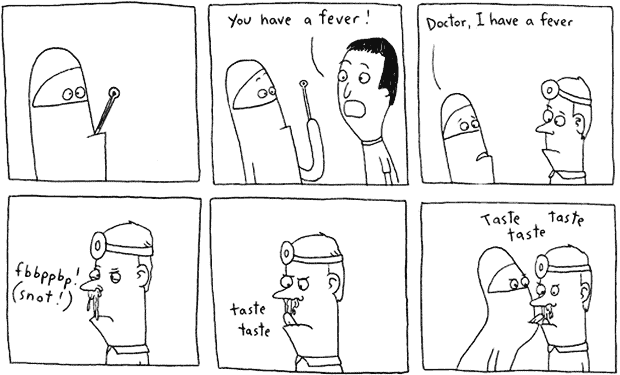 You have a fever!
Doctor, I have a fever
fbbppbp!
(snot!)
taste
taste
Taste taste
taste